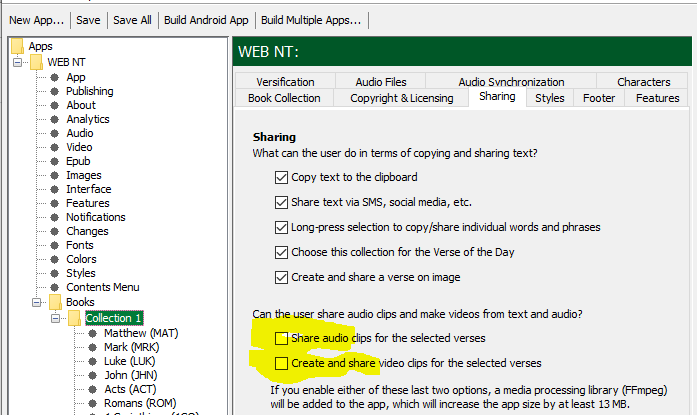 New App... Save Save All Build Android App Build Multiple Apps...
Apps
WEB NT
App
Publishing
About
Analytics
Audio
Video
Epub
Images
Interface
Features
Notifications
Changes
Fonts
Colors
Styles
Contents Menu
Books
Collection 1
Matthew (MAT)
Mark (MRK)
Luke (LUK)
John (JHN)
Acts (ACT)
Romans (ROM)
WEB NT:
Versification Audio Files Audio Synchronization Characters
Book Collection Copyright & Licensing Sharing Styles Footer Features
Sharing
What can the user do in terms of copying and sharing text?
Copy text to the clipboard
Share text via SMS, social media, etc.
Long-press selection to copy/share individual words and phrases
Choose this collection for the Verse of the Day
Create and share a verse on image
Can the user share audio clips and make videos from text and audio?
Share audio clips for the selected verses
Create and share video clips for the selected verses
If you enable either of these last two options, a media processing library (FFmpeg)
will be added to the app, which will increase the app size by at least 13 MB.